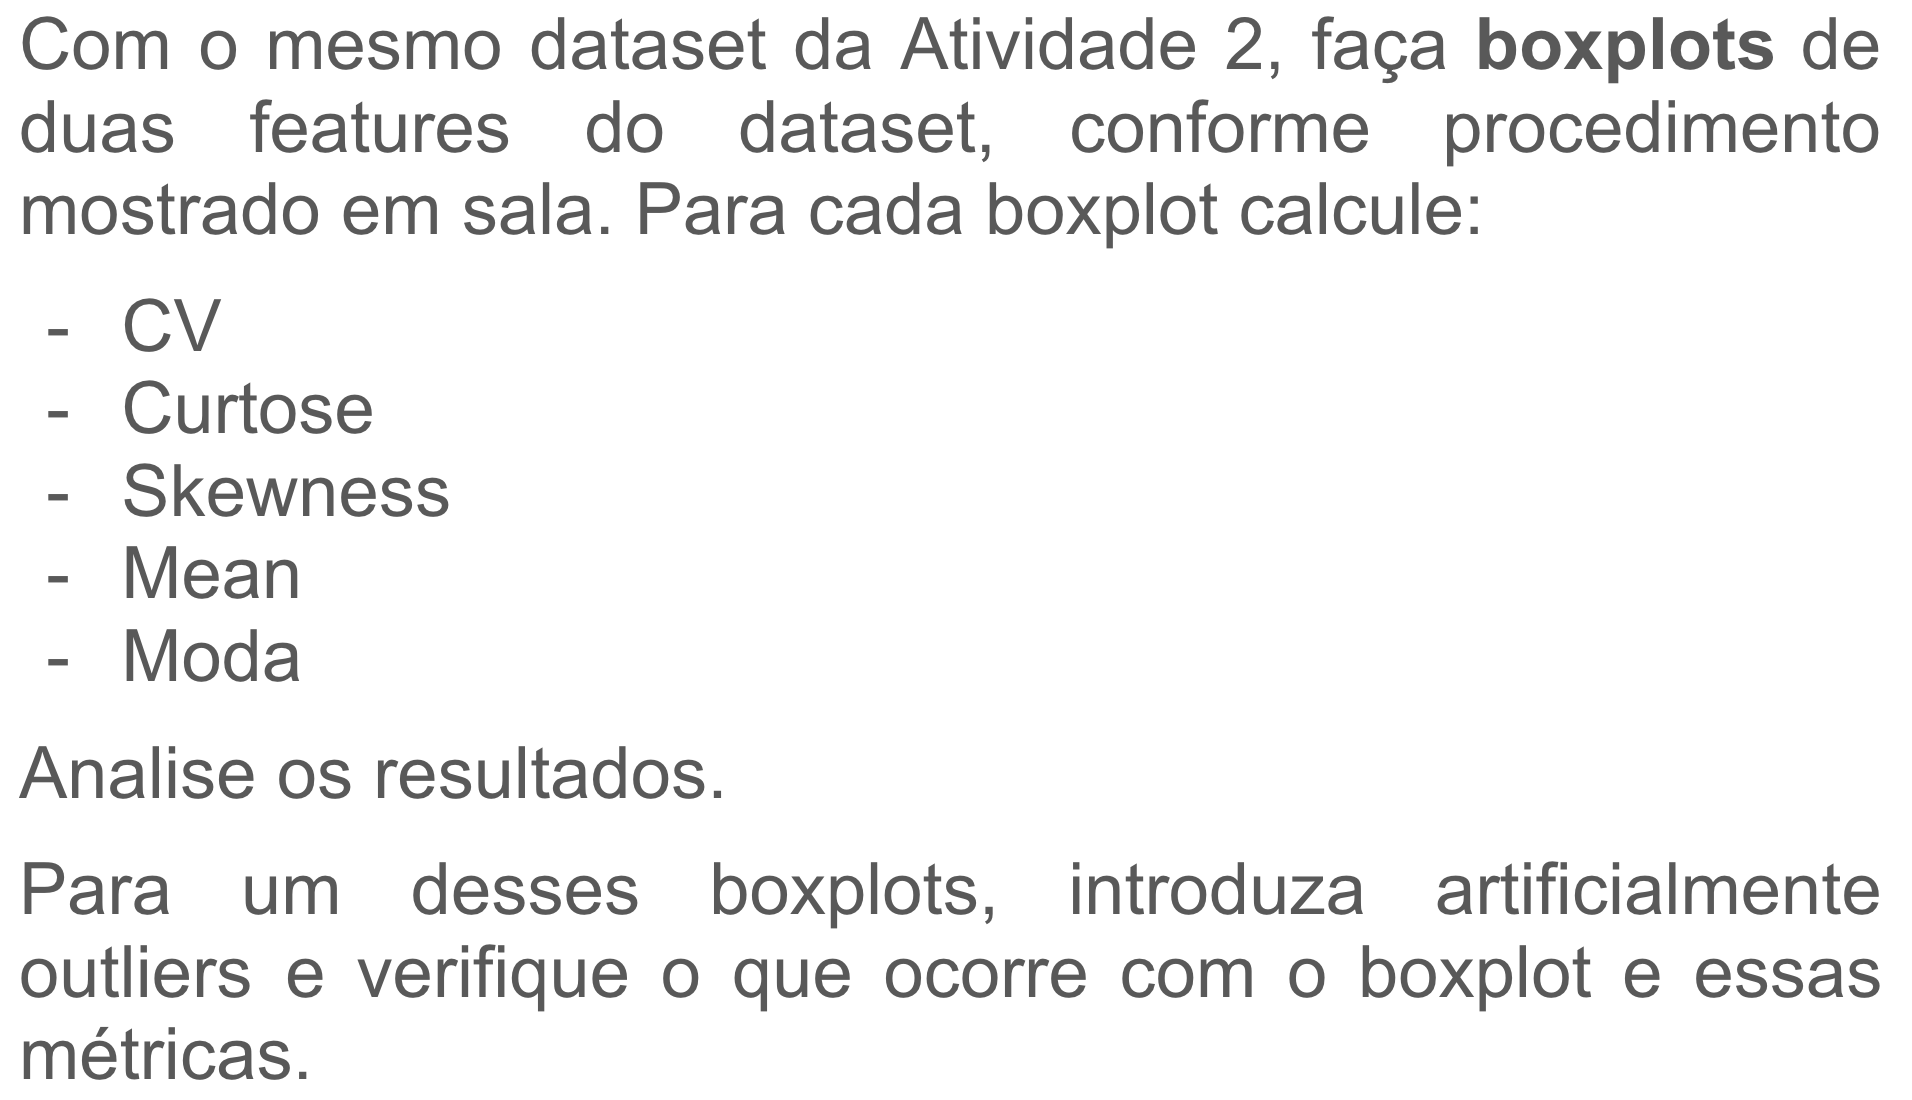 Com o mesmo dataset da Atividade 2, faça boxplots de
duas features do dataset, conforme procedimento
mostrado em sala. Para cada boxplot calcule:
- CV
- Curtose
- Skewness
- Mean
- Moda
Analise os resultados.
Para um desses boxplots, introduza artificialmente
outliers e verifique o que ocorre com o boxplot e essas
métricas.